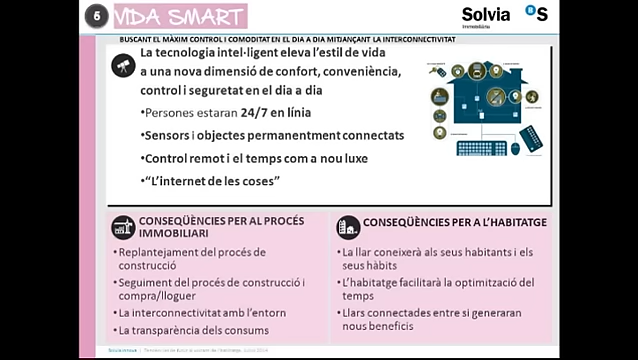 6 VIDA SMART
Solvia BS
Immobiliària
BUSCANT EL MÀXIM CONTROL I COMODITAT EN EL DIA A DIA MITJANÇANT LA INTERCONNECTIVITAT
La tecnologia intel·ligent eleva l'estil de vida
a una nova dimensió de confort, conveniència,
control i seguretat en el dia a dia
•Persones estaran 24/7 en línia
•Sensors i objectes permanentment connectats
•Control remot i el temps com a nou luxe
•"L'internet de les coses"
CONSEQÜÈNCIES PER AL PROCÉS
IMMOBILIARI
•Replantejament del procés de
construcció
•Seguiment del procés de construcció i
compra/lloguer
•La interconnectivitat amb l'entorn
•La transparència dels consums
CONSEQÜÈNCIES PER A L'HABITATGE
•La llar coneixerà als seus habitants i els
seus hàbits
•L'habitatge facilitarà la optimització del
temps
•Llars connectades entre si generaran
nous beneficis